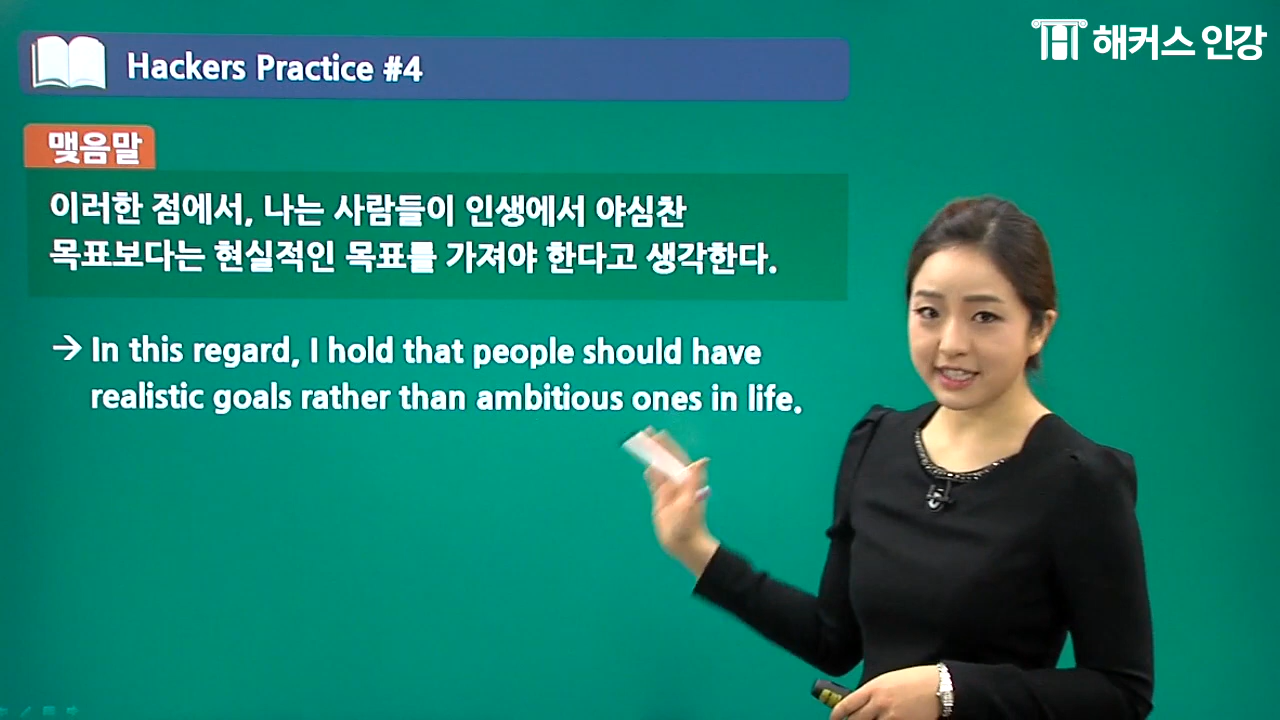 해커스 인강
Hackers Practice #4
맺음말
이러한 점에서, 나는 사람들이 인생에서 야심찬
목표보다는 현실적인 목표를 가져야 한다고 생각한다.
→ In this regard, I hold that people should have
realistic goals rather than ambitious ones in life.